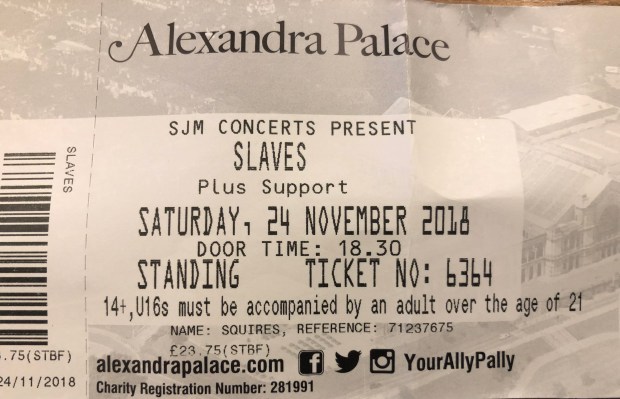 Alexandra Palace
SJM CONCERTS PRESENT
SLAVES
Plus Support
SATURDAY, 24 NOVEMBER 2018
DOOR TIME: 18.30
STANDING TICKET NO: 6364
14+,U16s must be accompanied by an adult over the age of 21
NAME: SQUIRES, REFERENCE: 71237675
£23.75(STBF)
alexandrapalace.com YourAllyPally
Charity Registration Number: 281991
SLAVES
.75(STBF)
24/11/2018